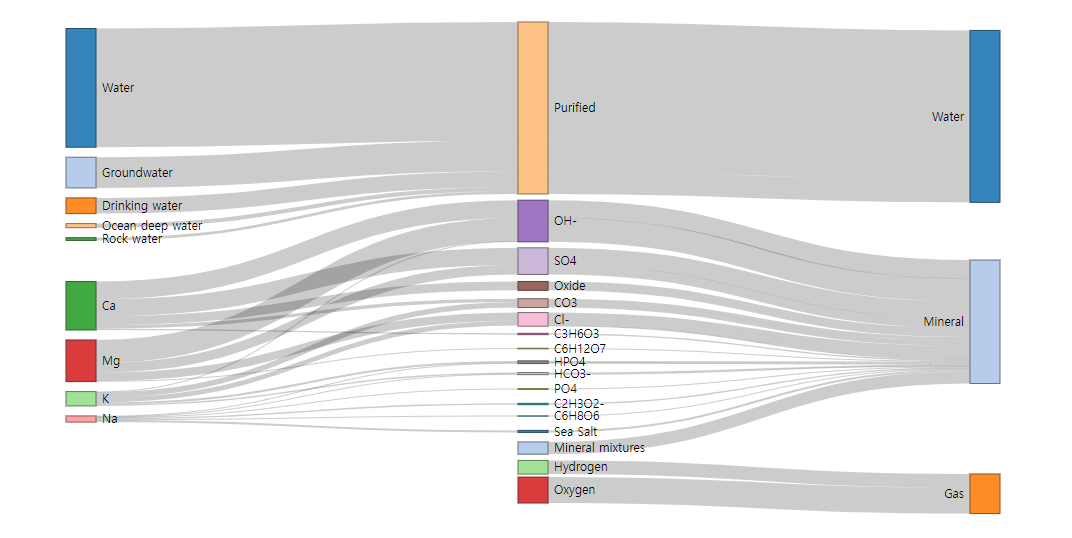 Water
Groundwater
Drinking water
Ocean deep water
Rock water
Ca
Mg
K
Na
Purified
OH-
SO4
Oxide
CO3
Cl-
C3H6O3
C6H12O7
HPO4
HCO3-
PO4
C2H3O2-
C6H8O6
Sea Salt
Mineral mixtures
Hydrogen
Oxygen
Water
Mineral
Gas